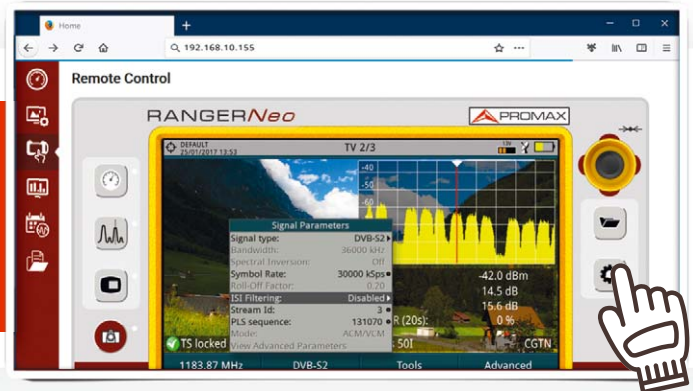 Home
192.168.10.155
Remote Control
RANGERNeo
PROMAX
DEFAULT
25/01/2017 13:53
TV 2/3
13V
-40
-50
-60
Signal Parameters
Signal type: DVB-S2
Bandwidth: 36000 kHz
Spectral Inversion: Off
Symbol Rate: 30000 kSps
Roll-Off Factor: 0.20
ISI Filtering: Disabled
Stream Id: 3
PLS sequence: 131070
Mode: ACM/VCM
View Advanced Parameters
-42.0 dBm
14.5 dB
15.6 dB
R (20s): 0 %
TS locked
50I
CGTN
1183.87 MHz
DVB-S2
Tools
Advanced